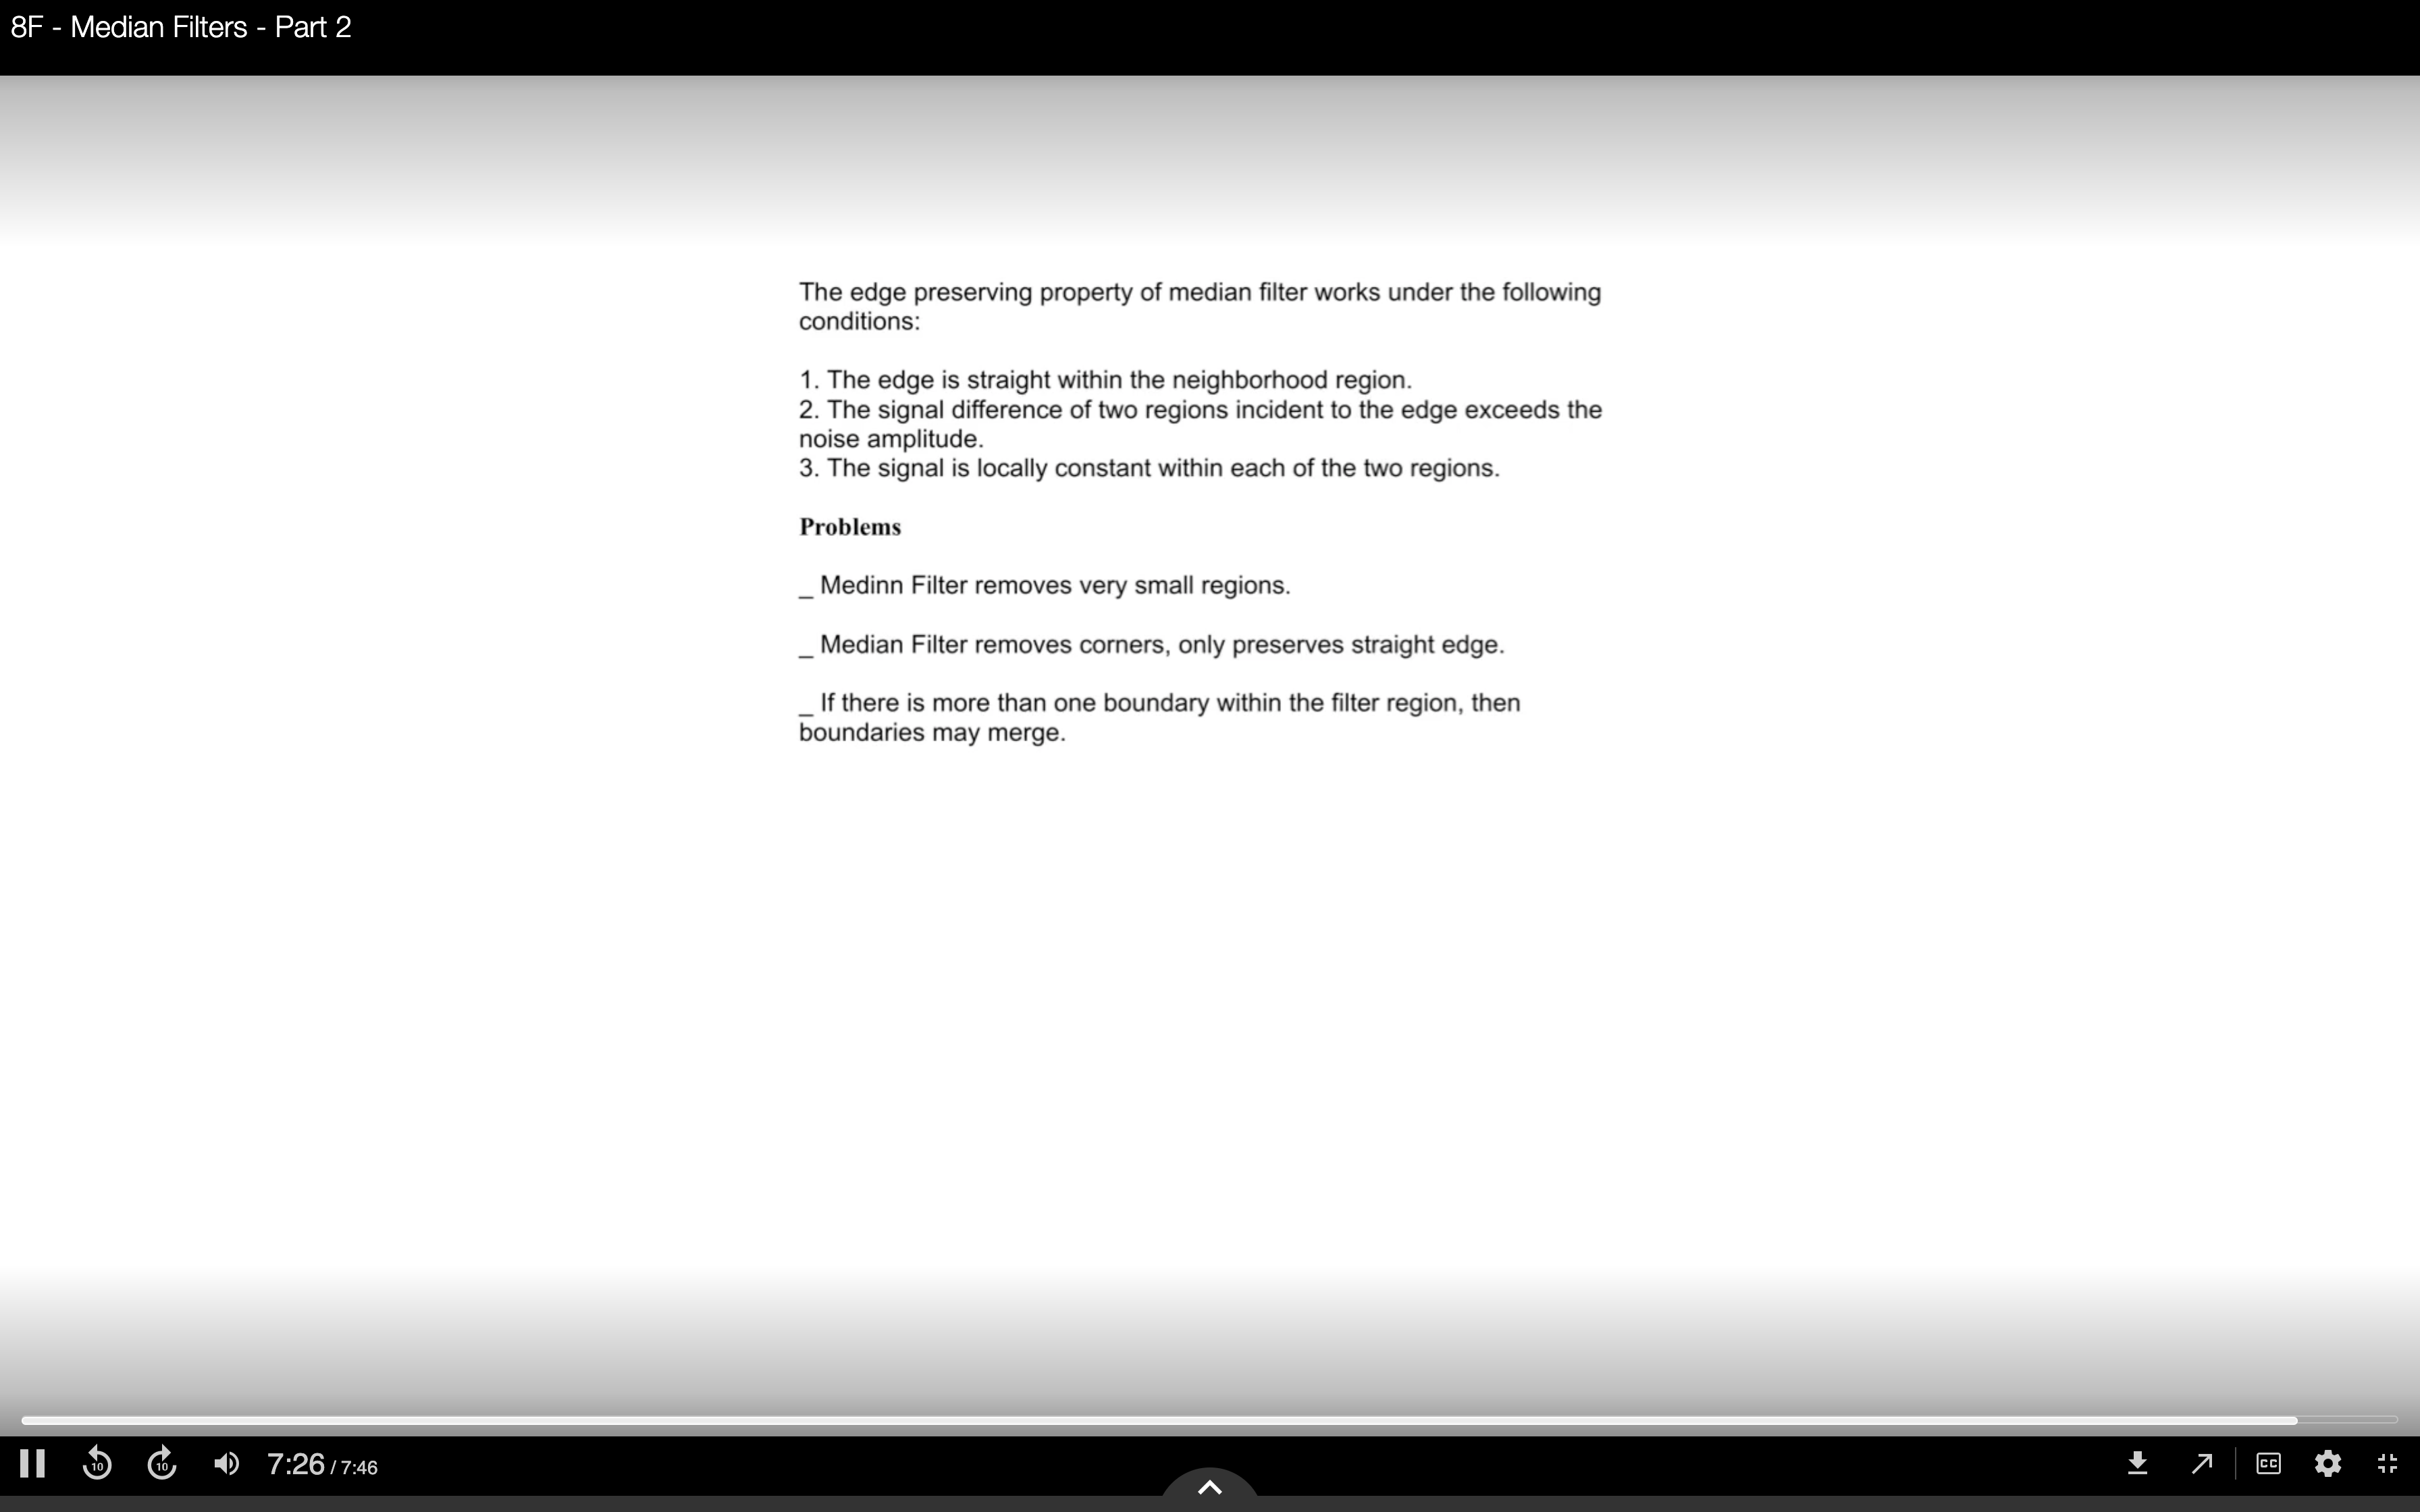 8F - Median Filters - Part 2
The edge preserving property of median filter works under the following
conditions:
1. The edge is straight within the neighborhood region.
2. The signal difference of two regions incident to the edge exceeds the
noise amplitude.
3. The signal is locally constant within each of the two regions.
Problems
_ Medinn Filter removes very small regions.
_ Median Filter removes corners, only preserves straight edge.
_ If there is more than one boundary within the filter region, then
boundaries may merge.
10 10 7:26 / 7:46 CC